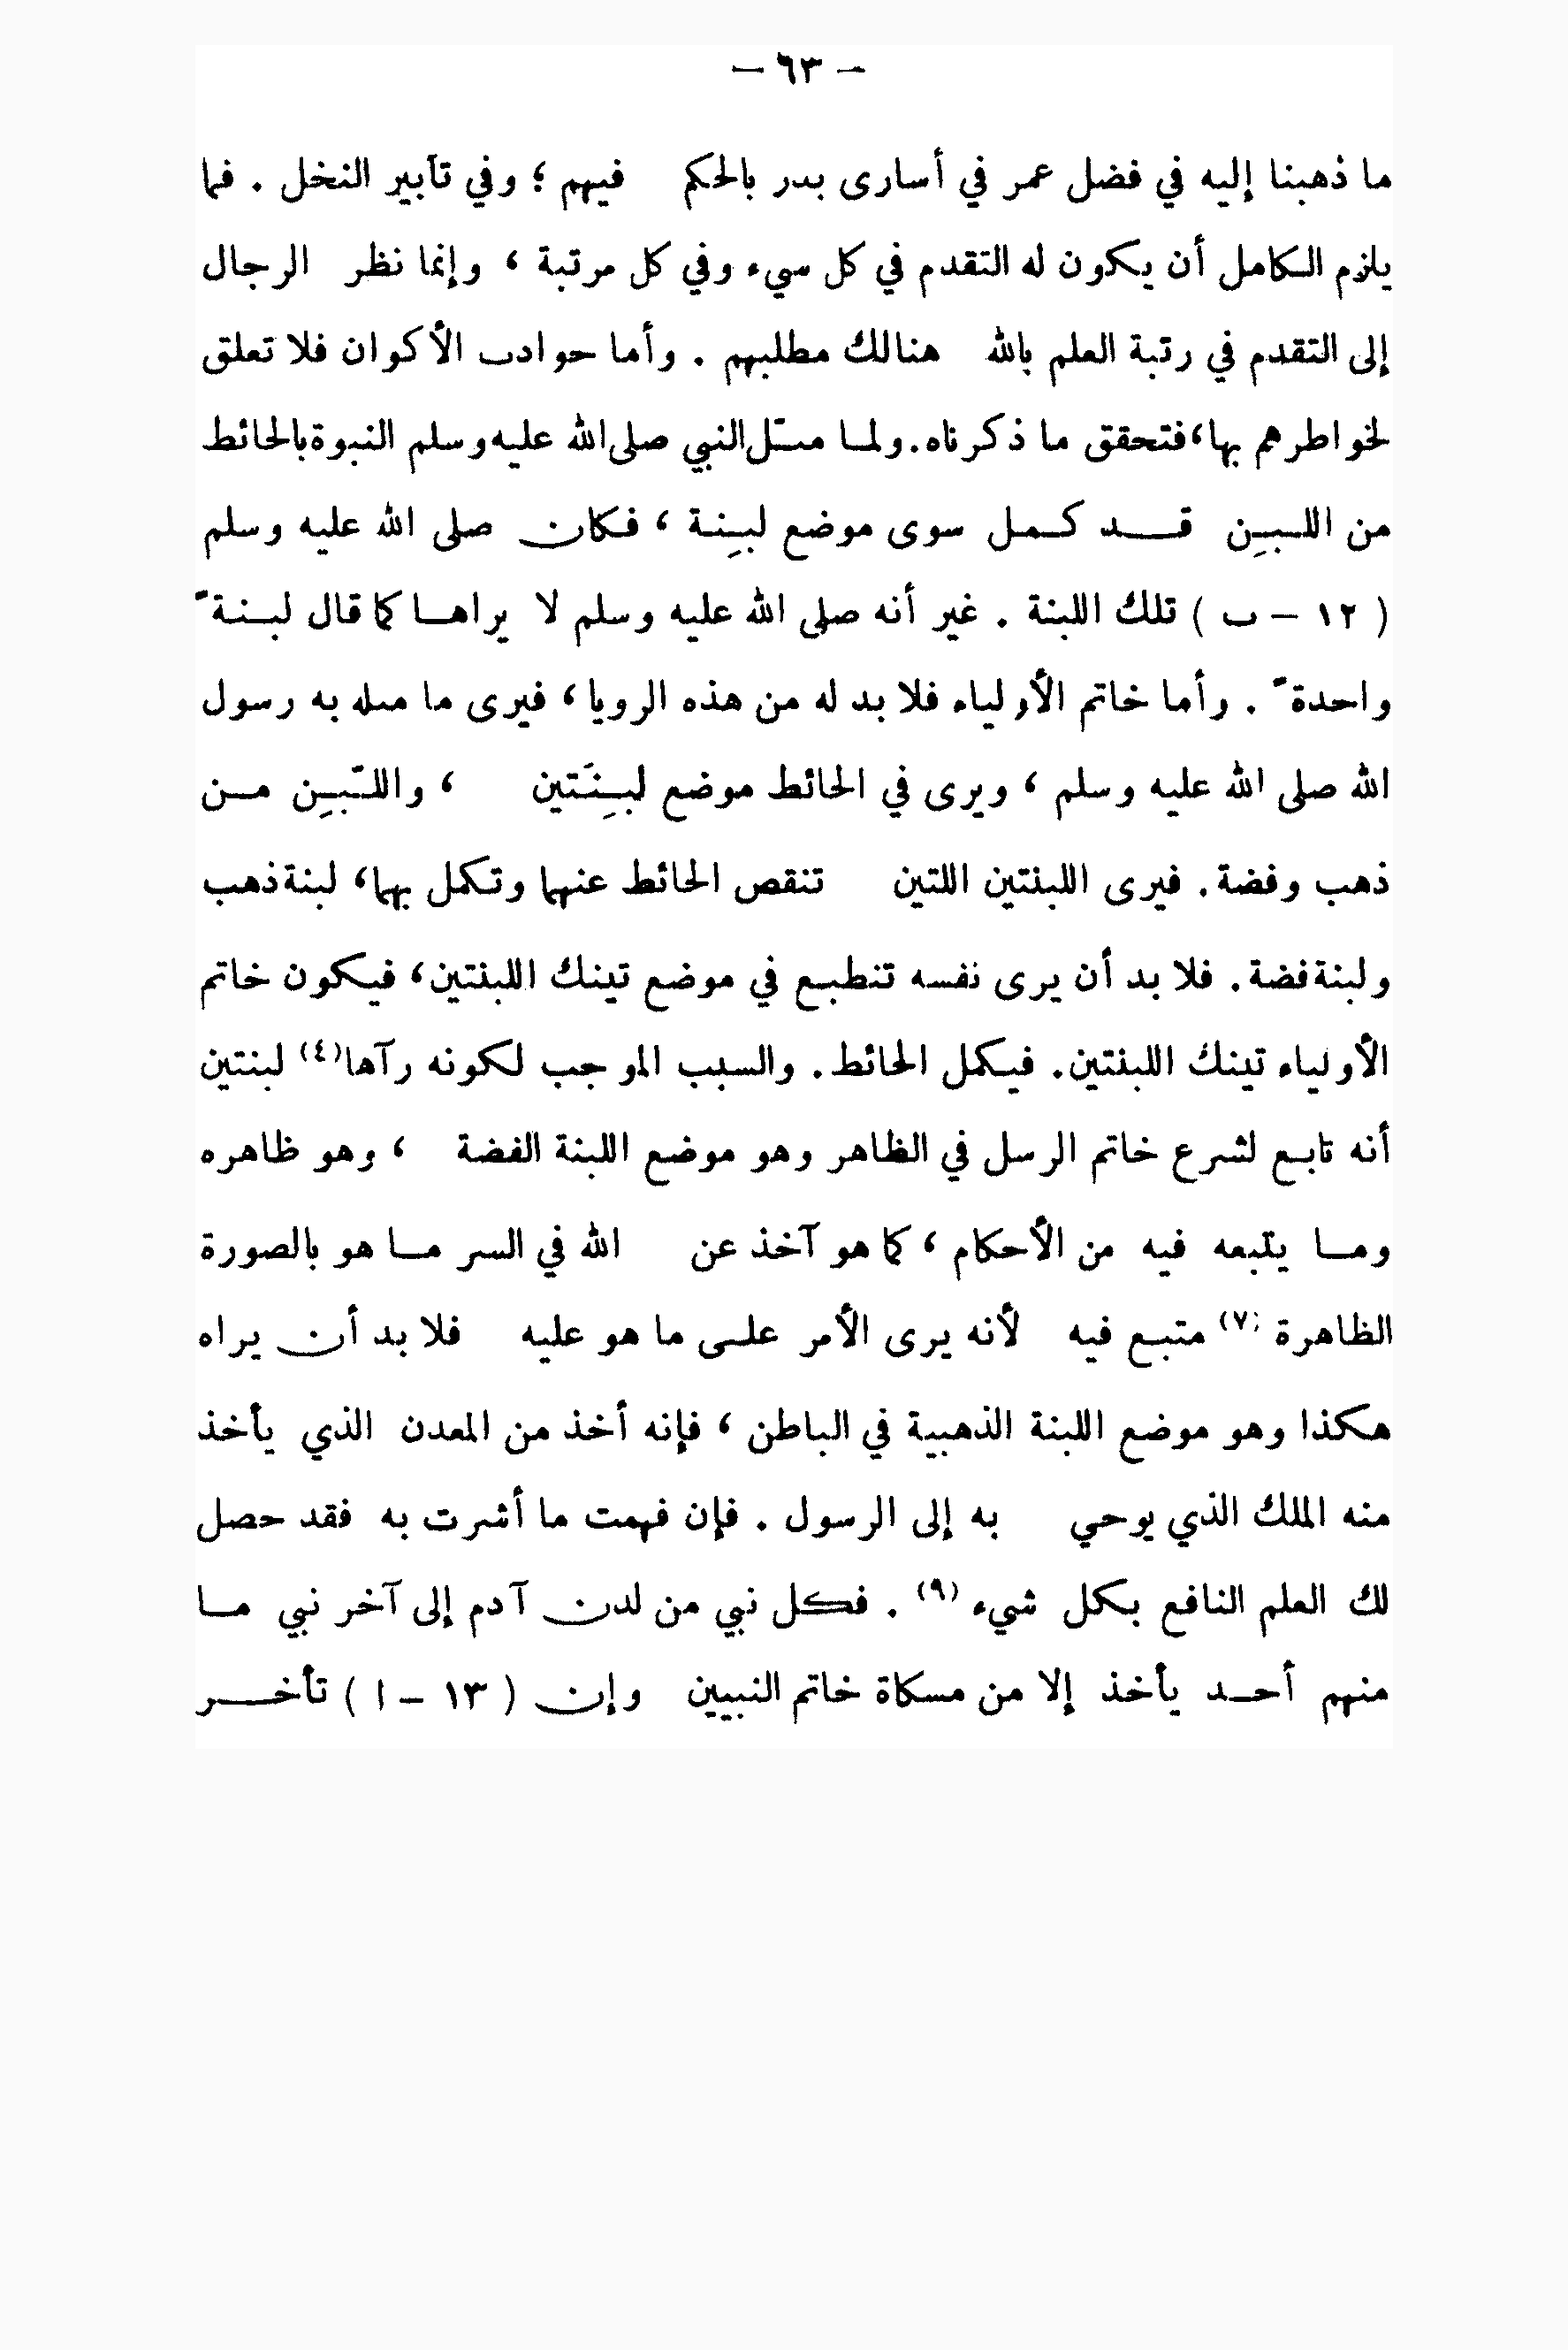 – ٦٣ –
ما ذهبنا إليه في فضل عمر في أسارى بدر بالحكم فيهم ؛ وفي تأبير النخل . فما
يلزم الكامل أن يكون له التقدم في كل سيء وفي كل مرتبة ، وإنما نظر الرجال
إلى التقدم في رتبة العلم بالله هنالك مطلبهم . وأما حوادب الأكوان فلا تعلق
لخواطرهم بها، فتحقق ما ذكرناه. ولما مثّل النبي صلى الله عليه وسلم النبوة بالحائط
من اللبِن قد كمل سوى موضع لبِنة ، فكان صلى الله عليه وسلم
( ١٢ – ب ) تلك اللبنة . غير أنه صلى الله عليه وسلم لا يراها كما قال لبنةً
واحدةً . وأما خاتم الأولياء فلا بد له من هذه الرويا ، فيرى ما مثله به رسول
الله صلى الله عليه وسلم ، ويرى في الحائط موضع لبِنَتين ، واللّبِن من
ذهب وفضة. فيرى اللبنتين اللتين تنقص الحائط عنهما وتكمل بهما، لبنة ذهب
ولبنة فضة. فلا بد أن يرى نفسه تنطبع في موضع تينك اللبنتين، فيكون خاتم
الأولياء تينك اللبنتين. فيكمل الحائط. والسبب الموجب لكونه رآها(٤) لبنتين
أنه تابع لشرع خاتم الرسل في الظاهر وهو موضع اللبنة الفضة ، وهو ظاهره
وما يتبعه فيه من الأحكام ، كما هو آخذ عن الله في السر ما هو بالصورة
الظاهرة (٧) متبع فيه لأنه يرى الأمر على ما هو عليه فلا بد أن يراه
هكذا وهو موضع اللبنة الذهبية في الباطن ، فإنه أخذ من المعدن الذي يأخذ
منه الملك الذي يوحي به إلى الرسول . فإن فهمت ما أشرت به فقد حصل
لك العلم النافع بكل شيء (٩) . فكل نبي من لدن آدم إلى آخر نبي ما
منهم أحد يأخذ إلا من مسكاة خاتم النبيين وإن ( ١٣ – ا ) تأخر